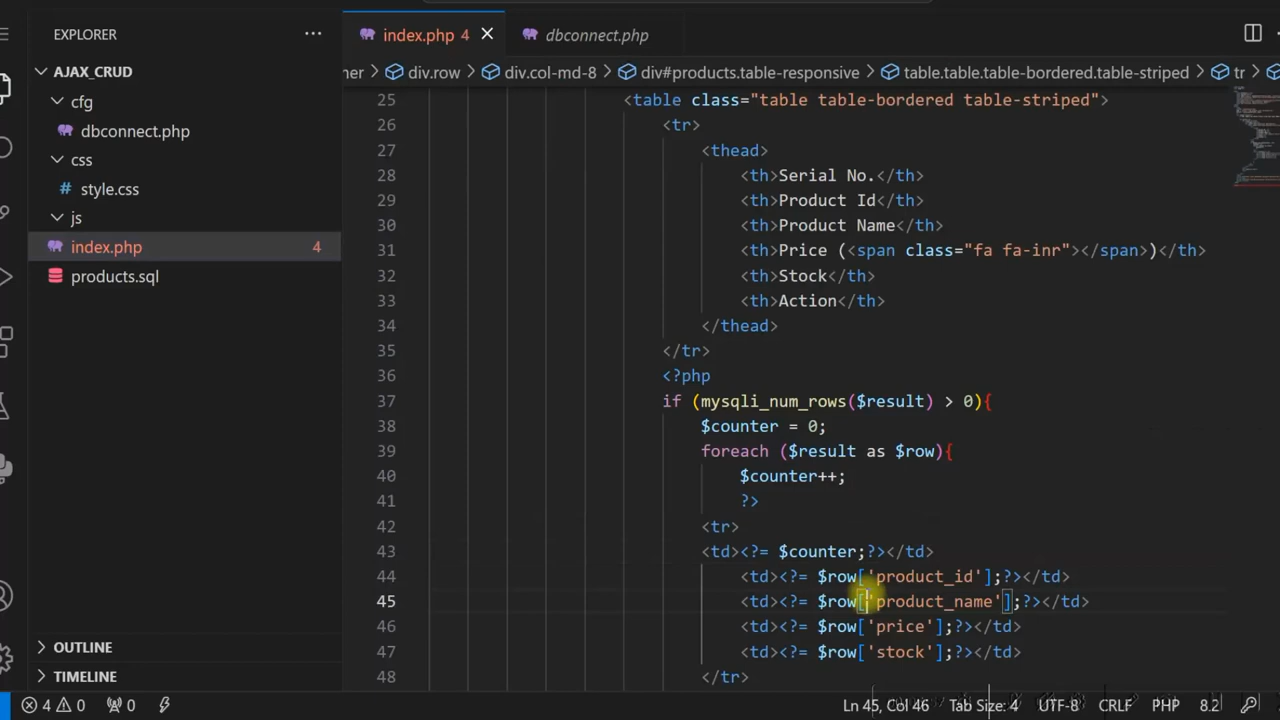 EXPLORER
···
AJAX_CRUD
cfg
dbconnect.php
css
style.css
js
index.php 4
products.sql
OUTLINE
TIMELINE
index.php 4
dbconnect.php
ner > div.row > div.col-md-8 > div#products.table-responsive > table.table.table-bordered.table-striped > tr >
25 <table class="table table-bordered table-striped">
26 <tr>
27 <thead>
28 <th>Serial No.</th>
29 <th>Product Id</th>
30 <th>Product Name</th>
31 <th>Price (<span class="fa fa-inr"></span>)</th>
32 <th>Stock</th>
33 <th>Action</th>
34 </thead>
35 </tr>
36 <?php
37 if (mysqli_num_rows($result) > 0){
38 $counter = 0;
39 foreach ($result as $row){
40 $counter++;
41 ?>
42 <tr>
43 <td><?= $counter;?></td>
44 <td><?= $row['product_id'];?></td>
45 <td><?= $row['product_name'];?></td>
46 <td><?= $row['price'];?></td>
47 <td><?= $row['stock'];?></td>
48 </tr>
4 0 0 Ln 45, Col 46 Tab Size: 4 UTF-8 CRLF PHP 8.2